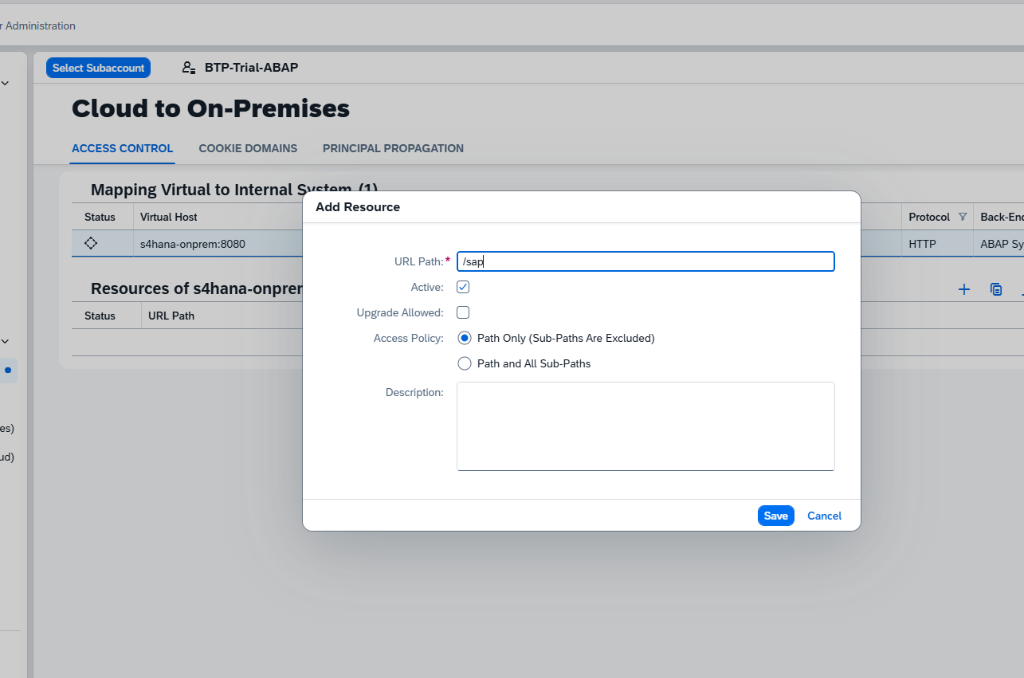 r Administration
Select Subaccount BTP-Trial-ABAP
Cloud to On-Premises
ACCESS CONTROL COOKIE DOMAINS PRINCIPAL PROPAGATION
Mapping Virtual to Internal System (1)
Status Virtual Host Protocol Back-En
s4hana-onprem:8080 HTTP ABAP Sy
Resources of s4hana-onprer
Status URL Path
Add Resource
URL Path:* /sap
Active:
Upgrade Allowed:
Access Policy: Path Only (Sub-Paths Are Excluded)
Path and All Sub-Paths
Description:
Save Cancel
es)
ud)